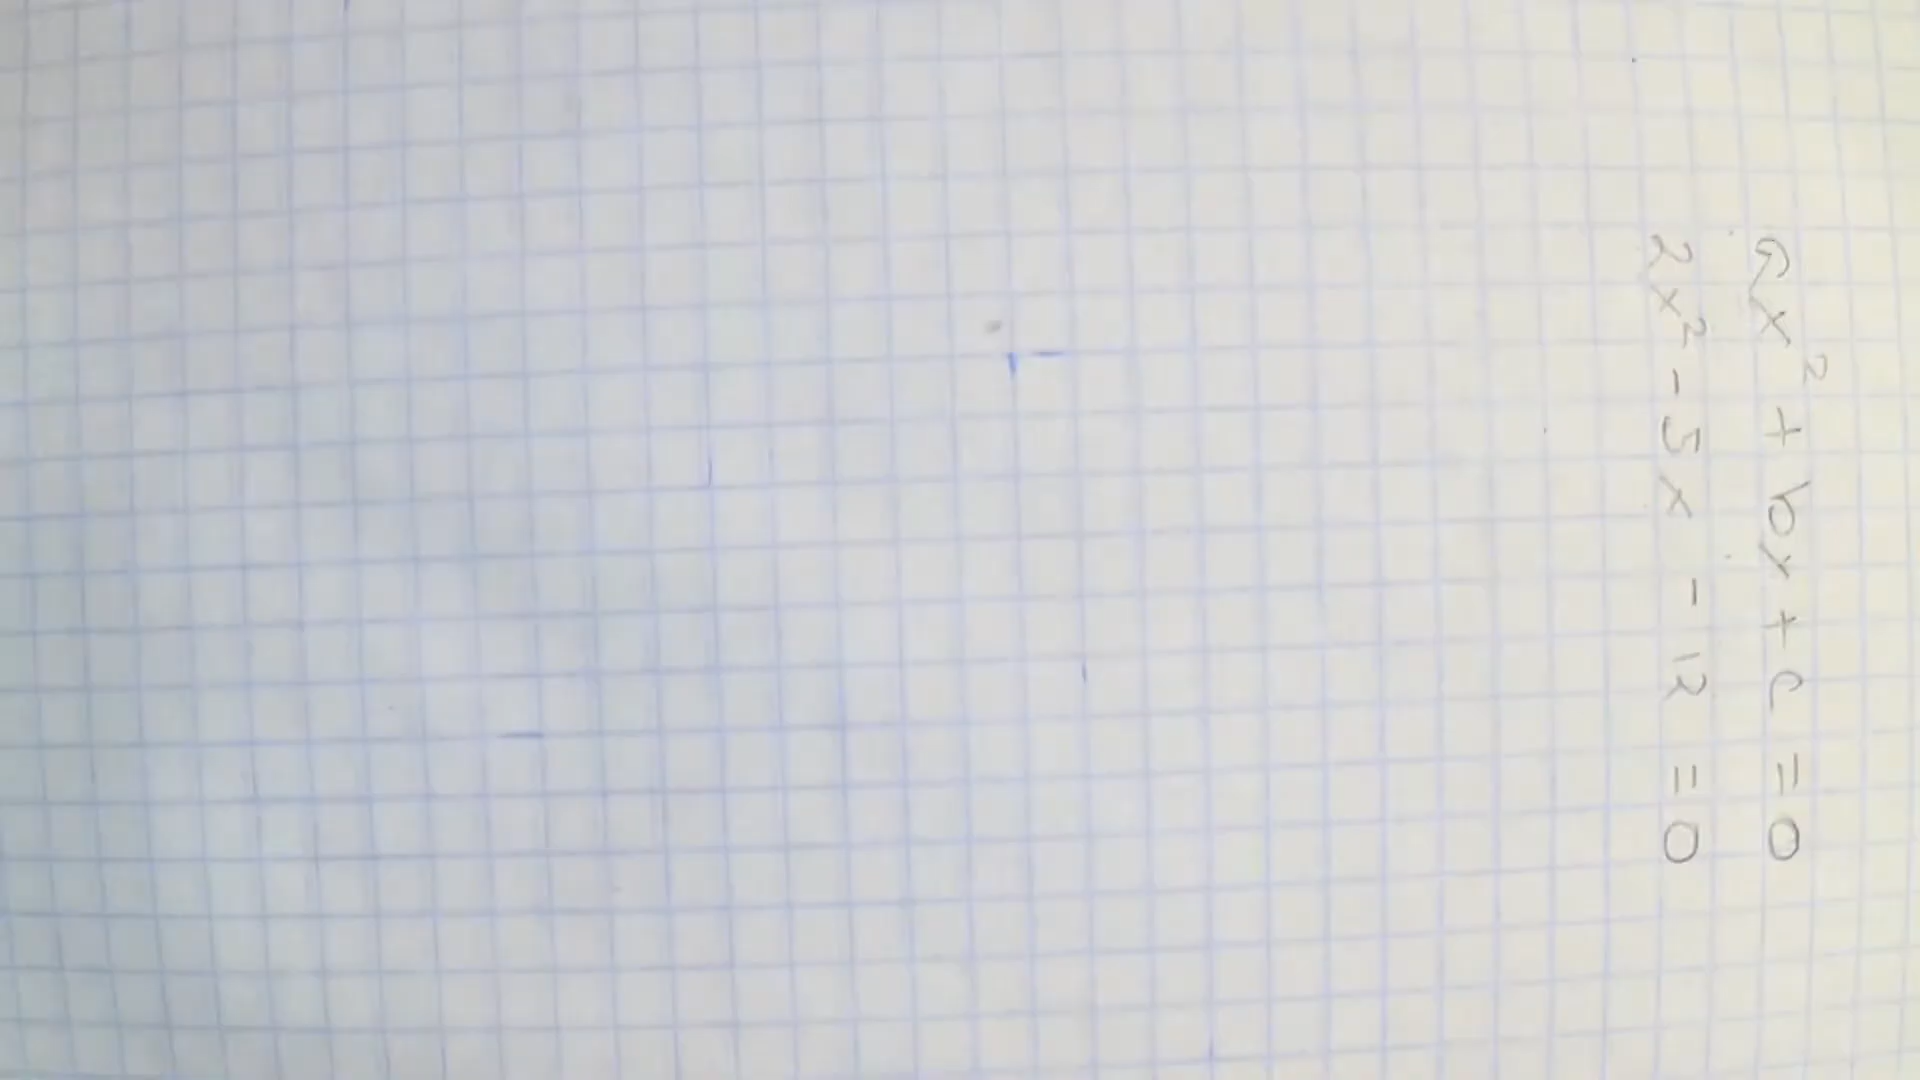 ax² + bx + c = 0
2x² - 5x - 12 = 0